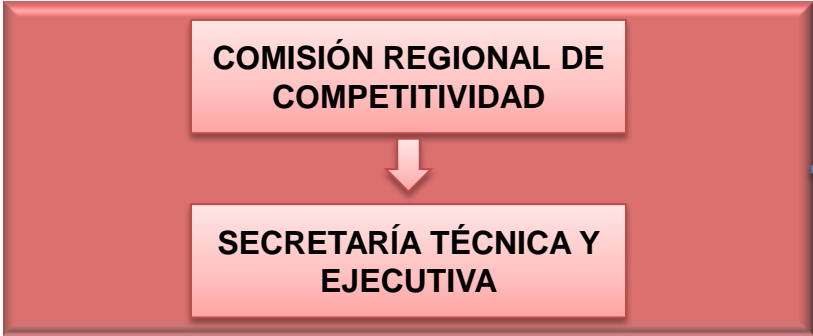 COMISIÓN REGIONAL DE
COMPETITIVIDAD
SECRETARÍA TÉCNICA Y
EJECUTIVA